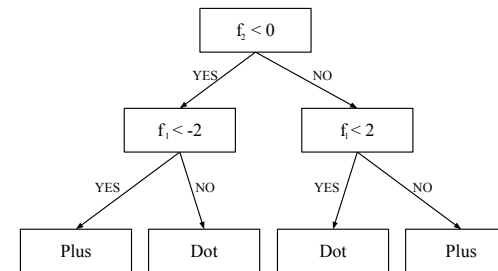 f₂ < 0
YES
NO
f₁ < -2
f₁ < 2
YES
NO
YES
NO
Plus
Dot
Dot
Plus